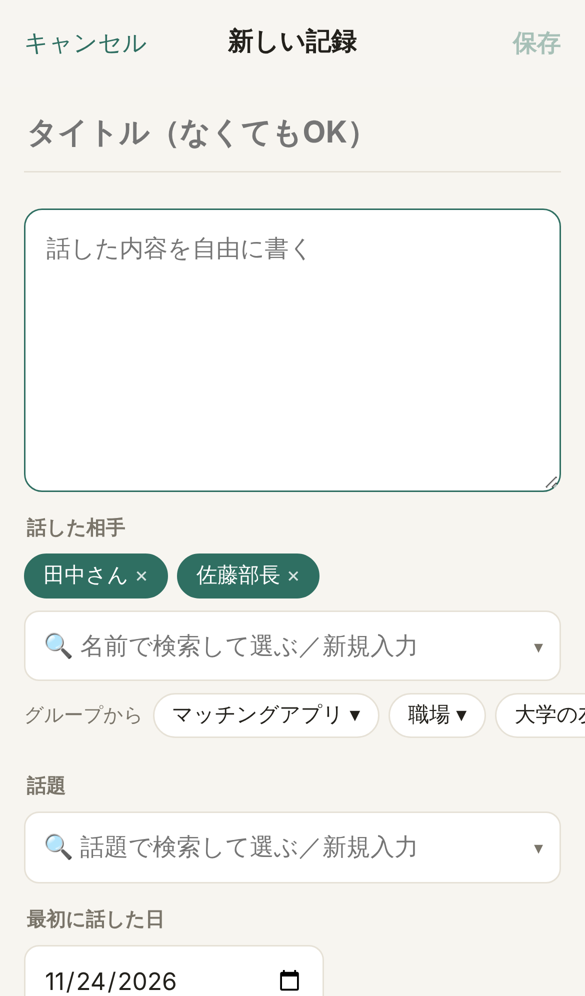 キャンセル 新しい記録 保存
タイトル（なくてもOK）
話した内容を自由に書く
話した相手
田中さん × 佐藤部長 ×
🔍 名前で検索して選ぶ／新規入力 ▾
グループから マッチングアプリ ▾ 職場 ▾ 大学の
話題
🔍 話題で検索して選ぶ／新規入力 ▾
最初に話した日
11/24/2026